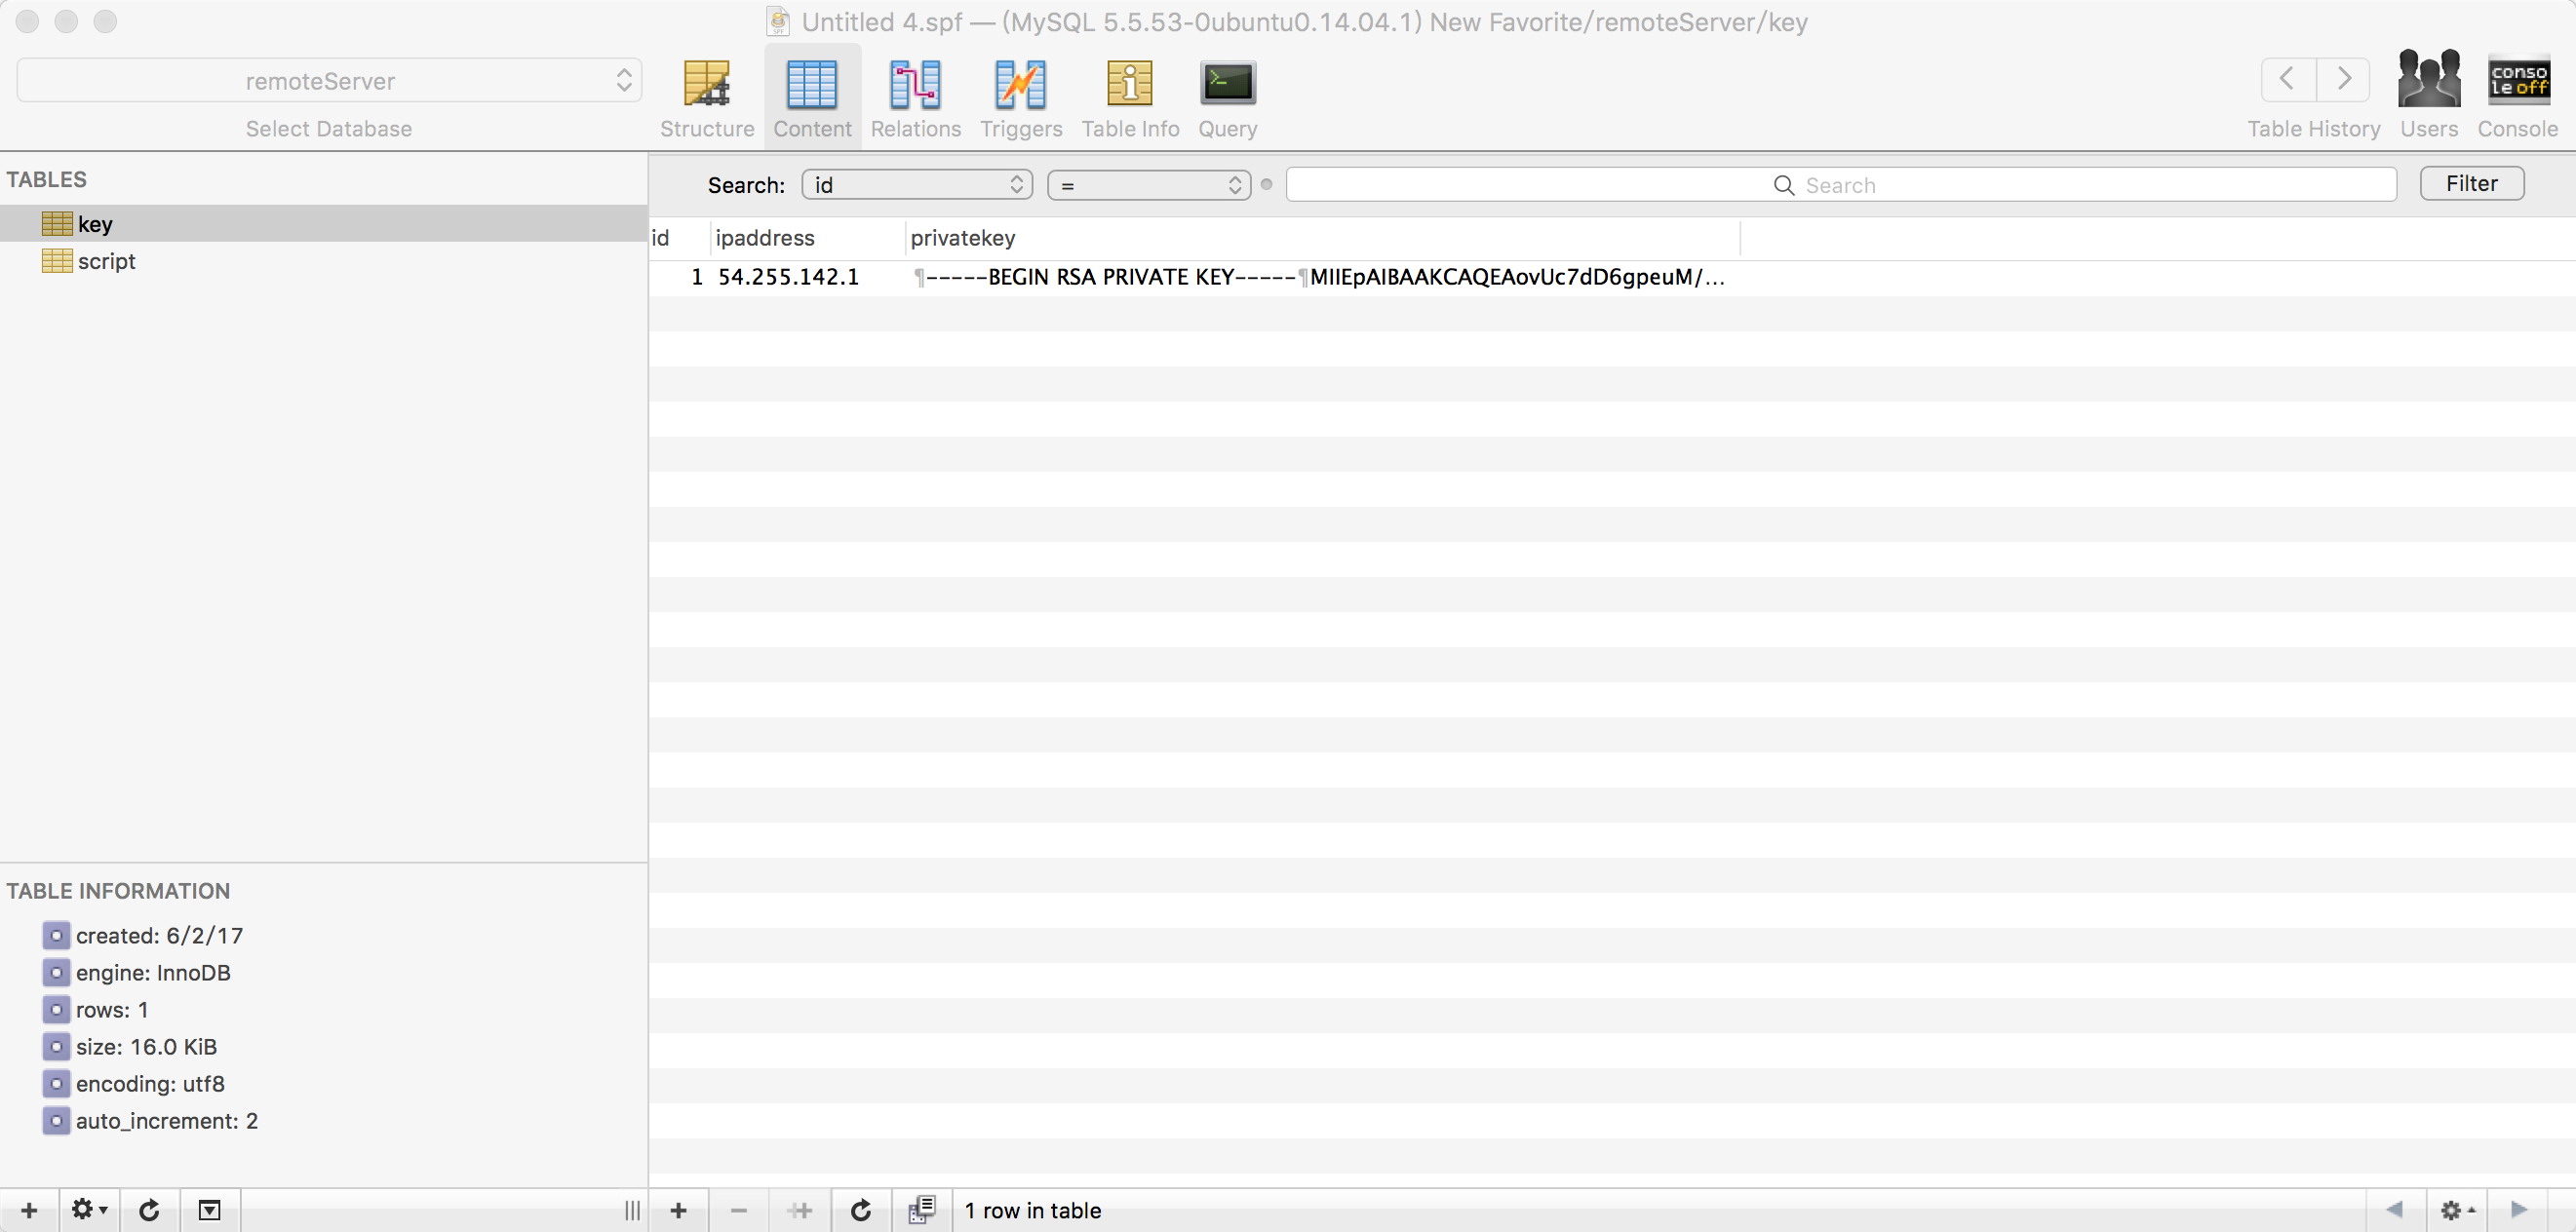 Untitled 4.spf — (MySQL 5.5.53-0ubuntu0.14.04.1) New Favorite/remoteServer/key
remoteServer
Select Database
Structure
Content
Relations
Triggers
Table Info
Query
Table History
Users
conso
le off
Console
TABLES
key
script
Search: id = Search Filter
id ipaddress privatekey
1 54.255.142.1 ¶-----BEGIN RSA PRIVATE KEY-----¶MIIEpAIBAAKCAQEAovUc7dD6gpeuM/...
TABLE INFORMATION
created: 6/2/17
engine: InnoDB
rows: 1
size: 16.0 KiB
encoding: utf8
auto_increment: 2
1 row in table